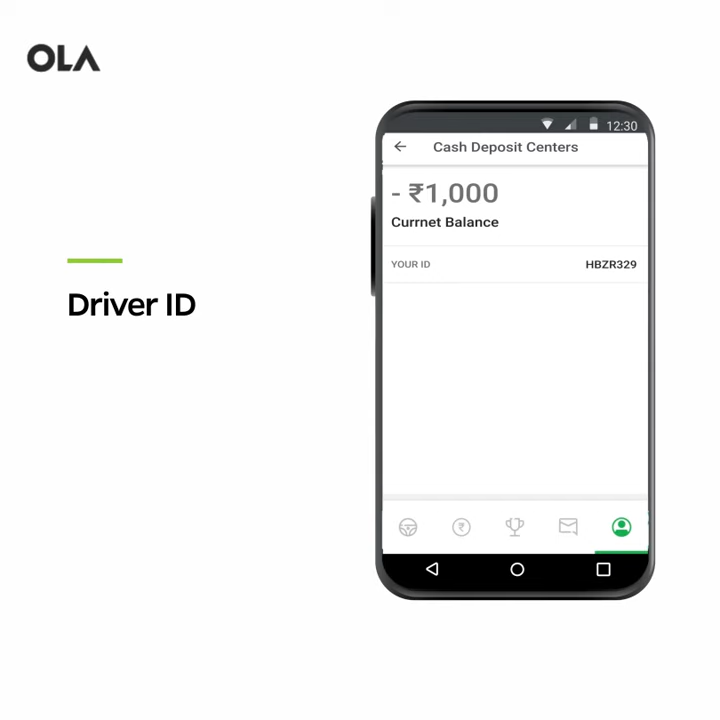 OLA
12:30
Cash Deposit Centers
- ₹1,000
Currnet Balance
YOUR ID HBZR329
Driver ID
₹